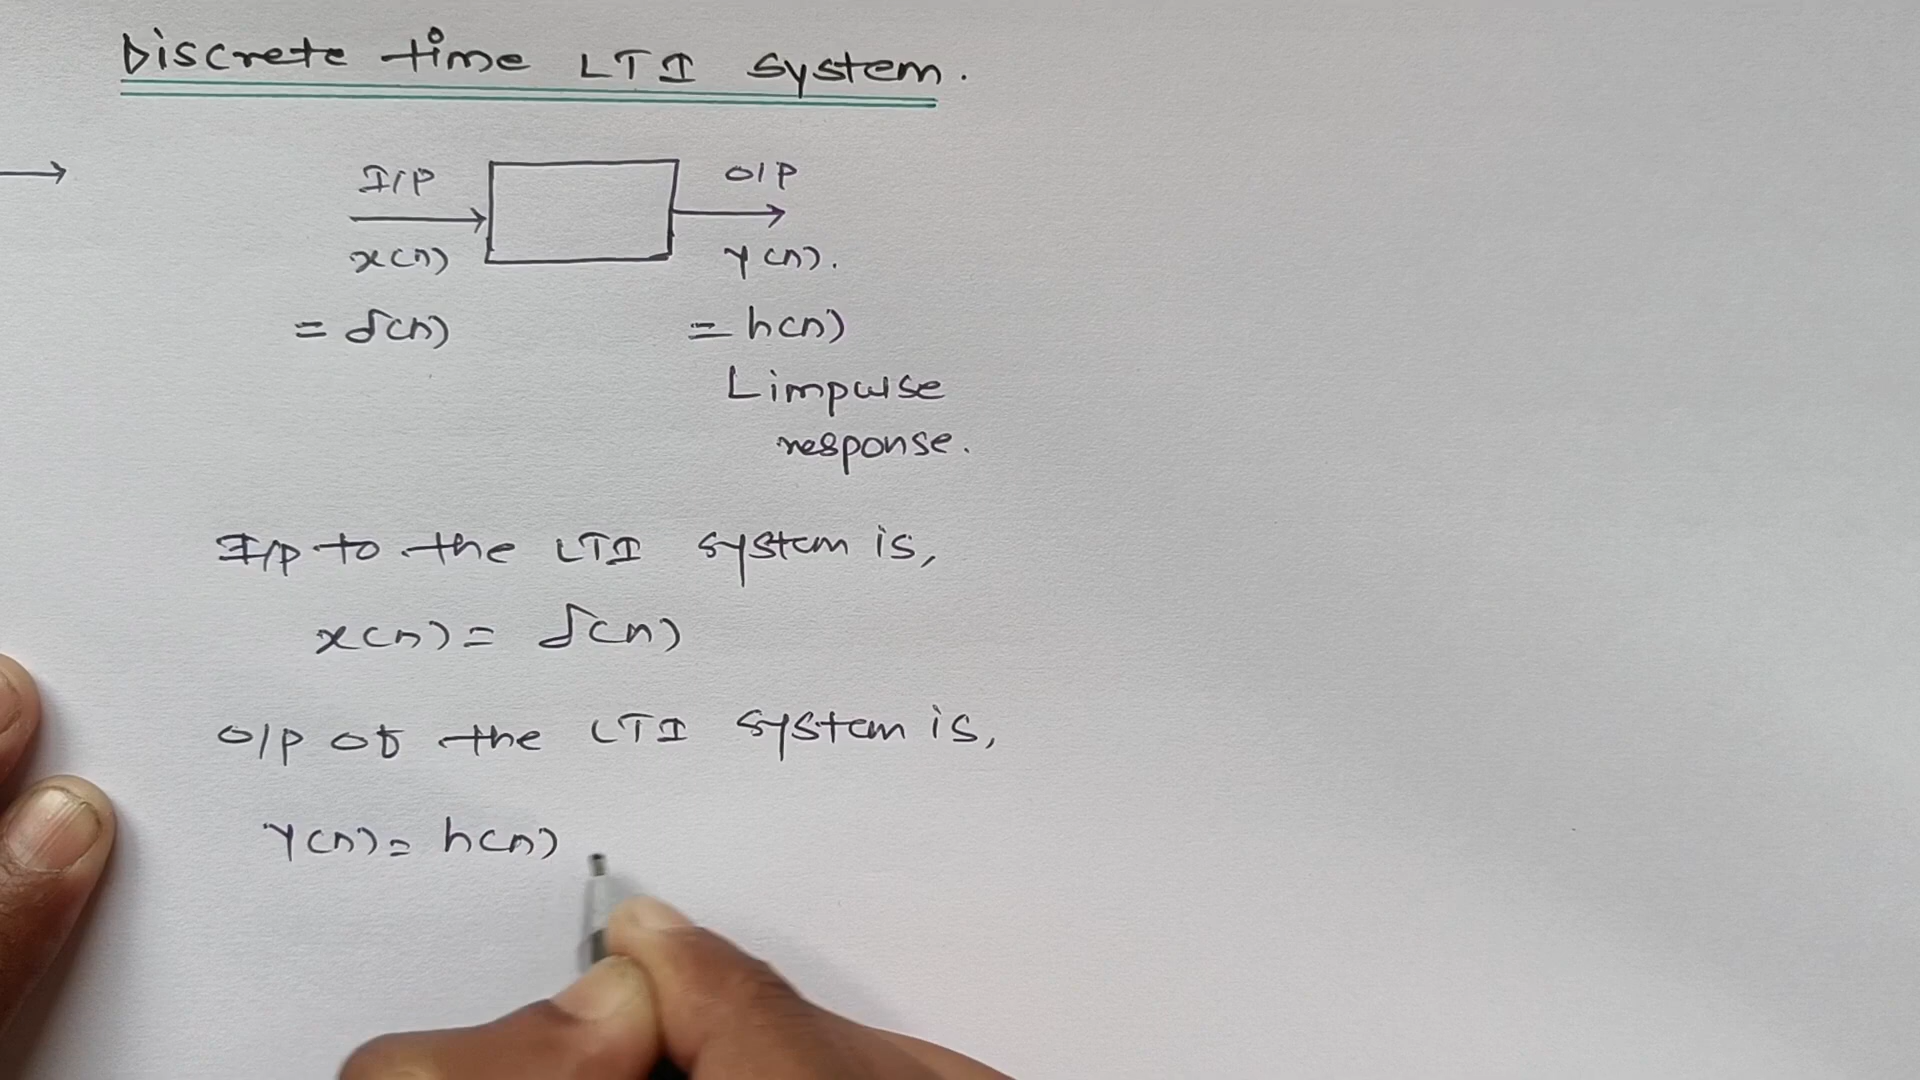 Discrete time LTI system.
I/P
O/P
x(n)
y(n).
= δ(n)
= h(n)
impulse
response.
I/p to the LTI system is,
x(n) = δ(n)
O/p of the LTI system is,
y(n) = h(n)